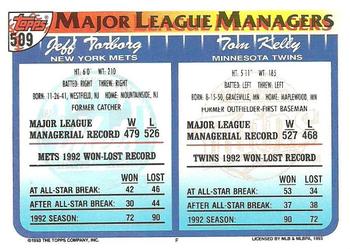 Topps
509
MAJOR LEAGUE MANAGERS
Jeff Torborg
NEW YORK METS
HT: 6'0" WT: 210
BATTED: RIGHT THREW: RIGHT
BORN: 11-26-41, WESTFIELD, NJ HOME: MOUNTAINSIDE, NJ
FORMER CATCHER
MAJOR LEAGUE W L
MANAGERIAL RECORD 479 526
METS 1992 WON-LOST RECORD
WON LOST
AT ALL-STAR BREAK: 42 46
AFTER ALL-STAR BREAK: 30 44
1992 SEASON: 72 90
Tom Kelly
MINNESOTA TWINS
HT: 5'11" WT: 185
BATTED: LEFT THREW: LEFT
BORN: 8-15-50, GRACEVILLE, MN HOME: MAPLEWOOD, MN
FORMER OUTFIELDER-FIRST BASEMAN
MAJOR LEAGUE W L
MANAGERIAL RECORD 527 468
TWINS 1992 WON-LOST RECORD
WON LOST
AT ALL-STAR BREAK: 53 34
AFTER ALL-STAR BREAK: 37 38
1992 SEASON: 90 72
©1993 THE TOPPS COMPANY, INC.
F
LICENSED BY MLB & MLBPA, 1993